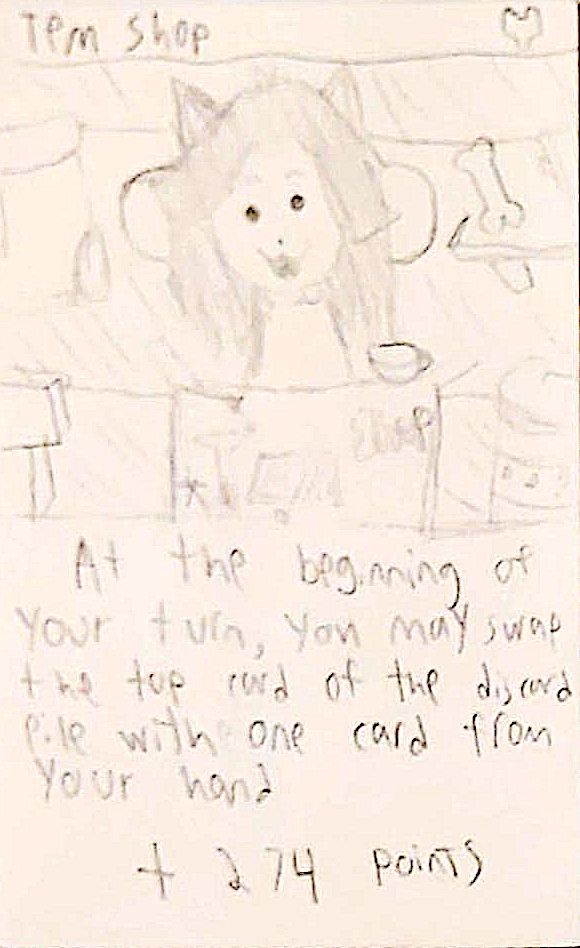 Tem Shop
SHOP
At the beginning of
your turn, you may swap
the top card of the discard
pile with one card from
your hand
+ 274 points